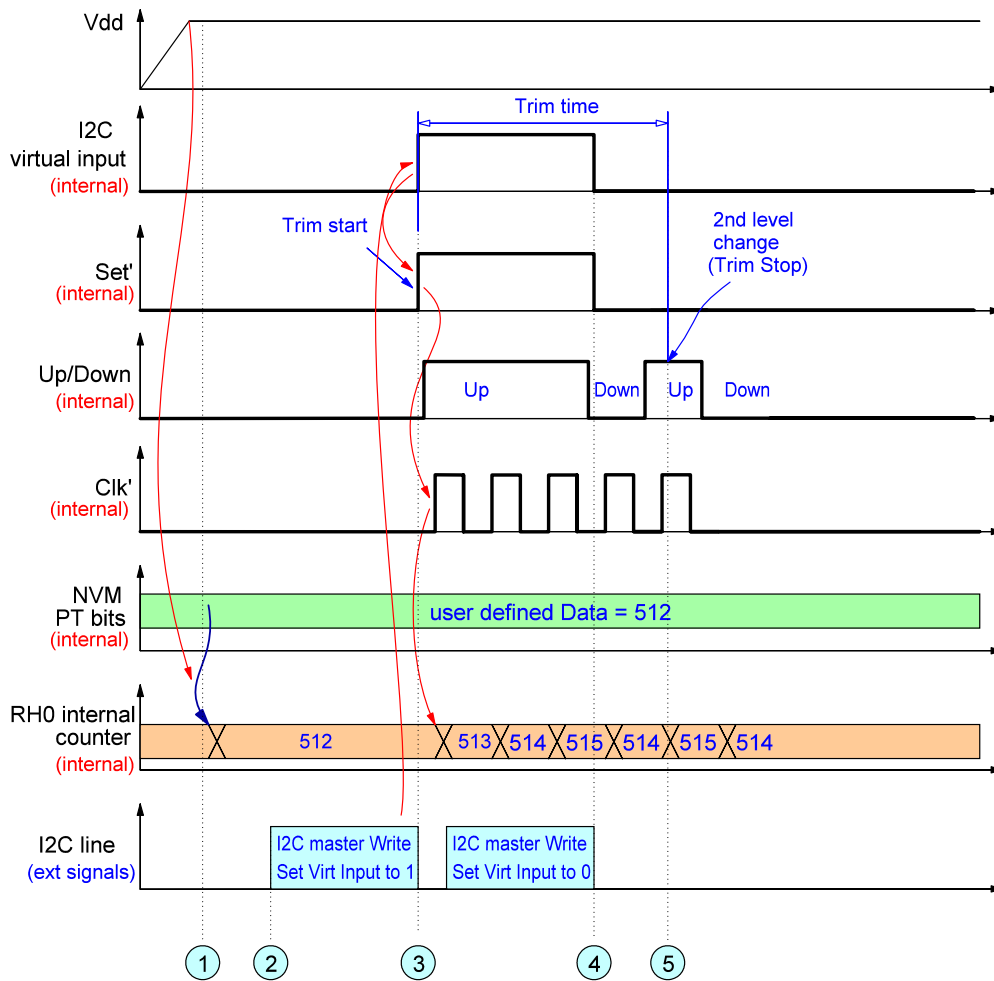 Vdd
Trim time
I2C
virtual input
(internal)
Trim start
2nd level
change
(Trim Stop)
Set'
(internal)
Up/Down
(internal)
Up
Down
Up
Down
Clk'
(internal)
NVM
PT bits
(internal)
user defined Data = 512
RH0 internal
counter
(internal)
512
513
514
515
514
515
514
I2C line
(ext signals)
I2C master Write
Set Virt Input to 1
I2C master Write
Set Virt Input to 0
1
2
3
4
5